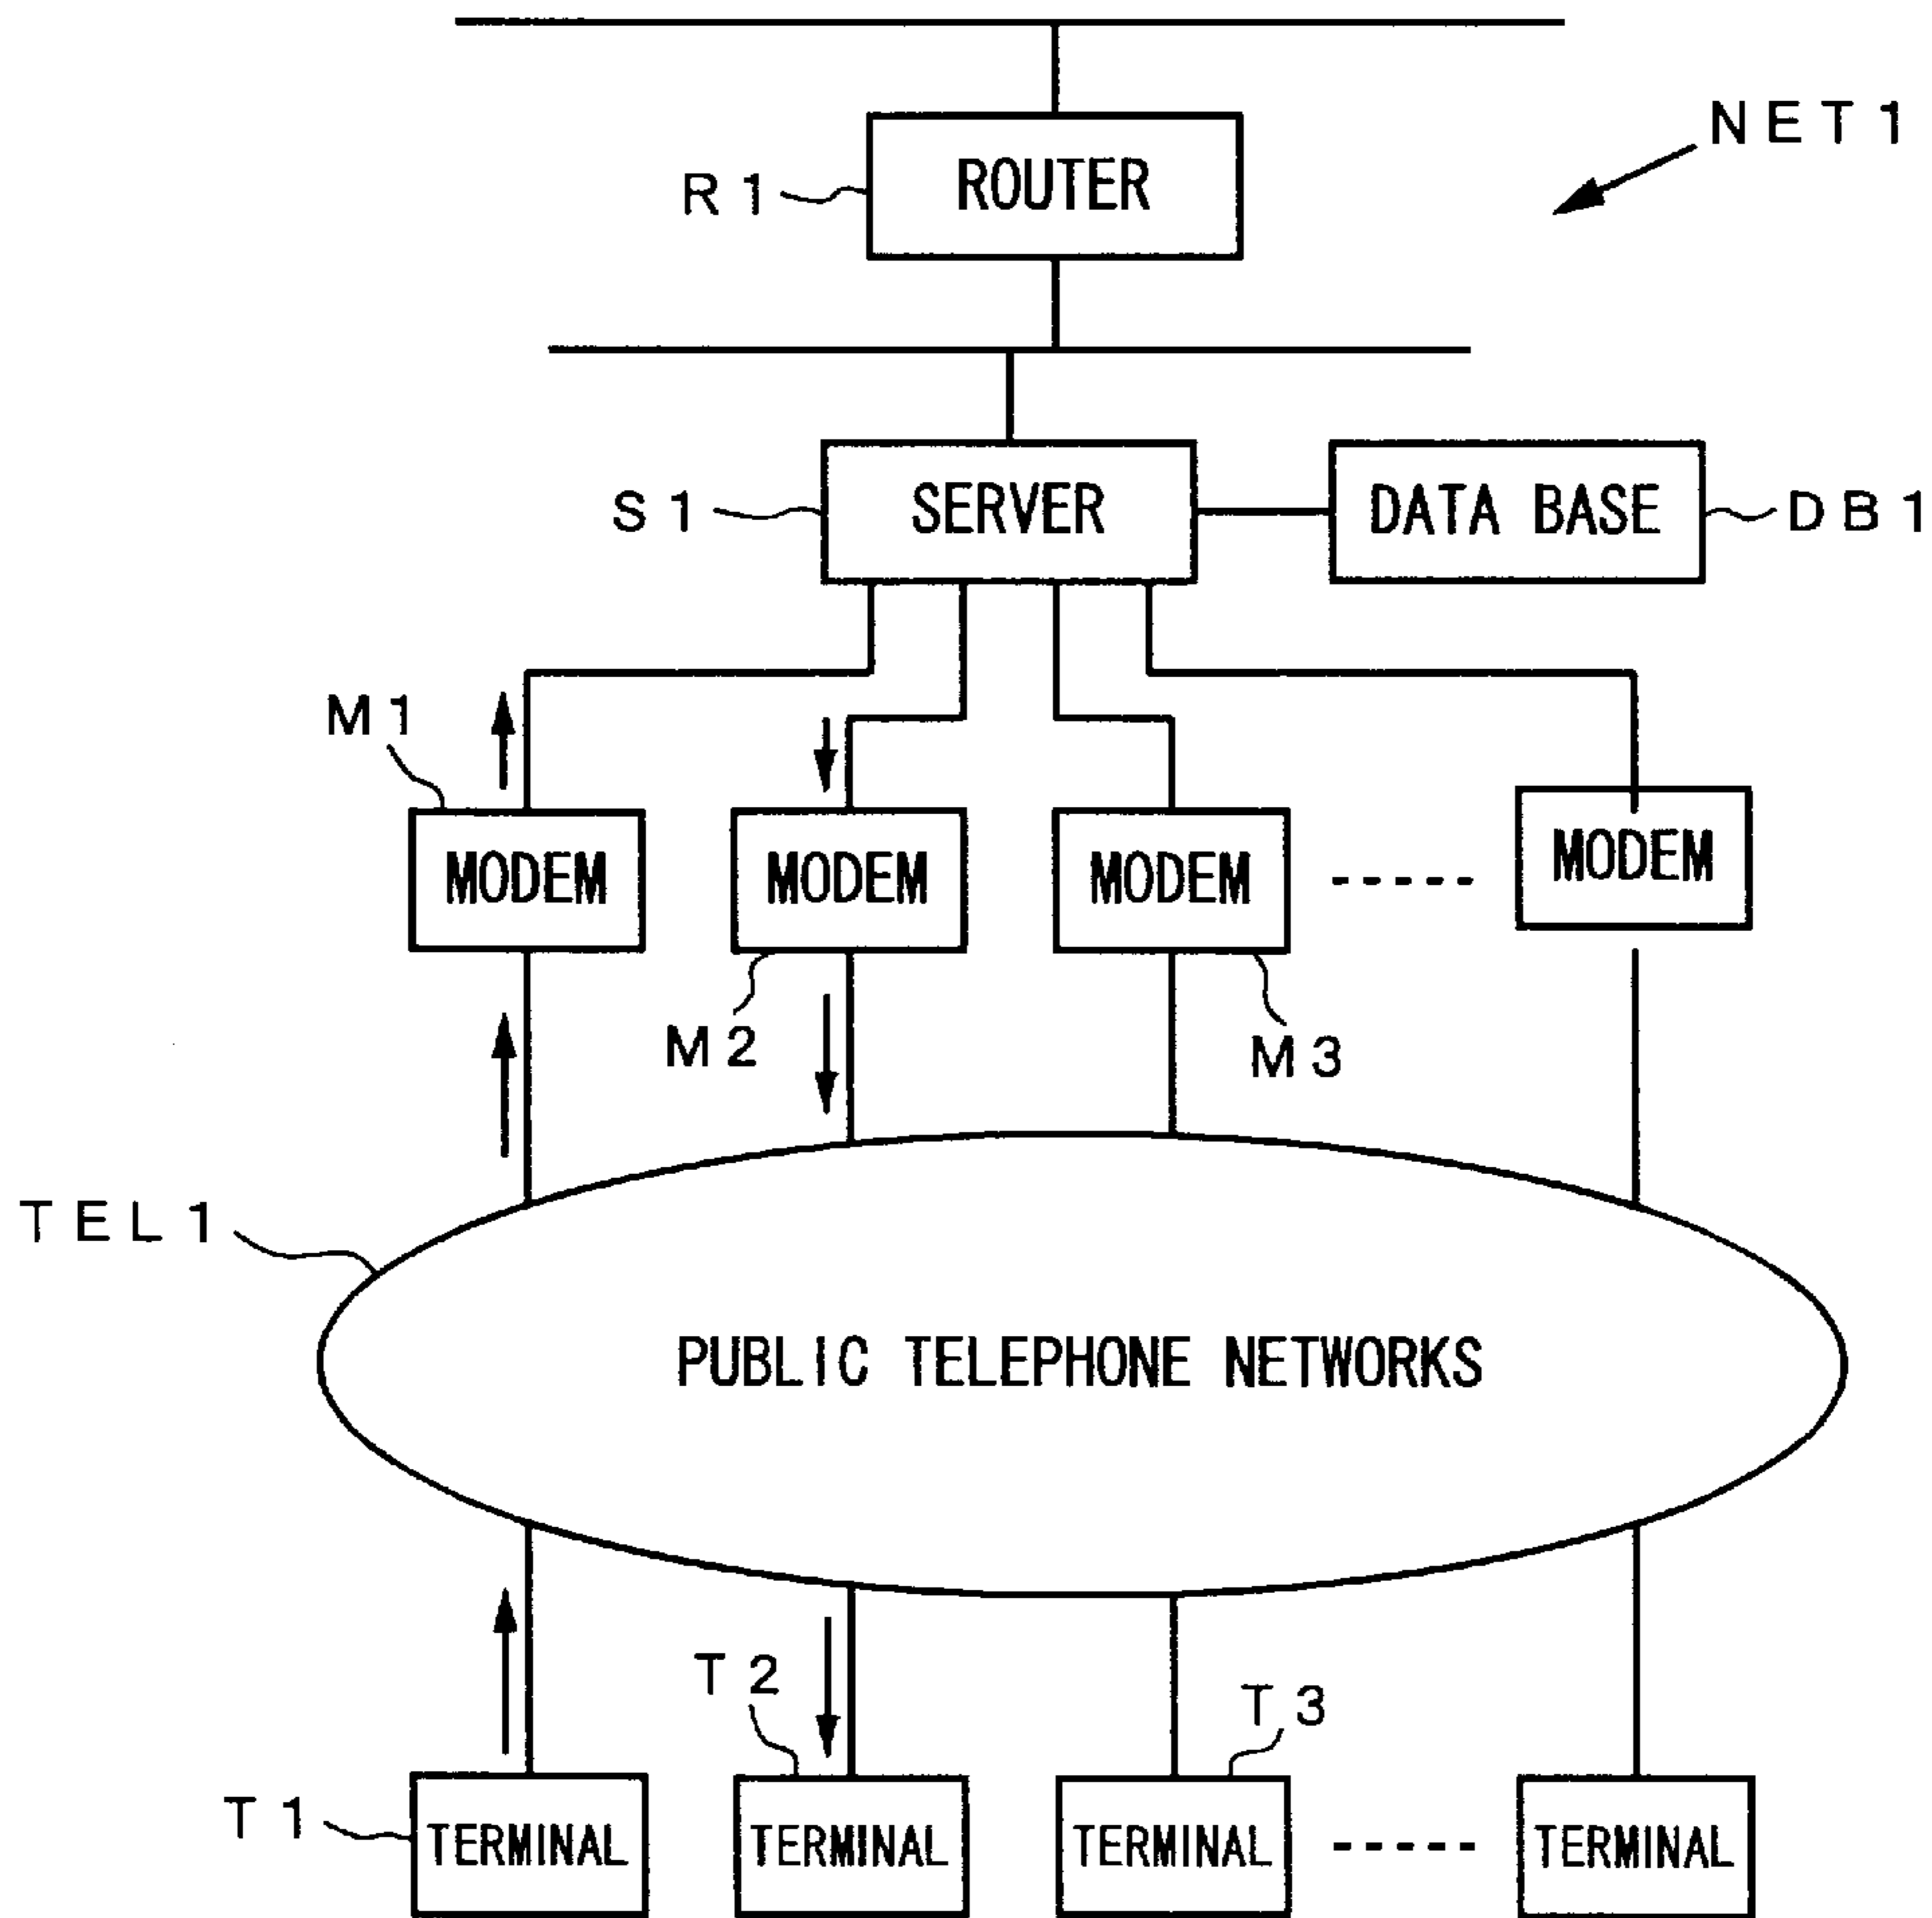 NET1
R1
ROUTER
S1
SERVER
DATA BASE
DB1
M1
MODEM
MODEM
MODEM
-----
MODEM
M2
M3
TEL1
PUBLIC TELEPHONE NETWORKS
T2
T3
T1
TERMINAL
TERMINAL
TERMINAL
-----
TERMINAL